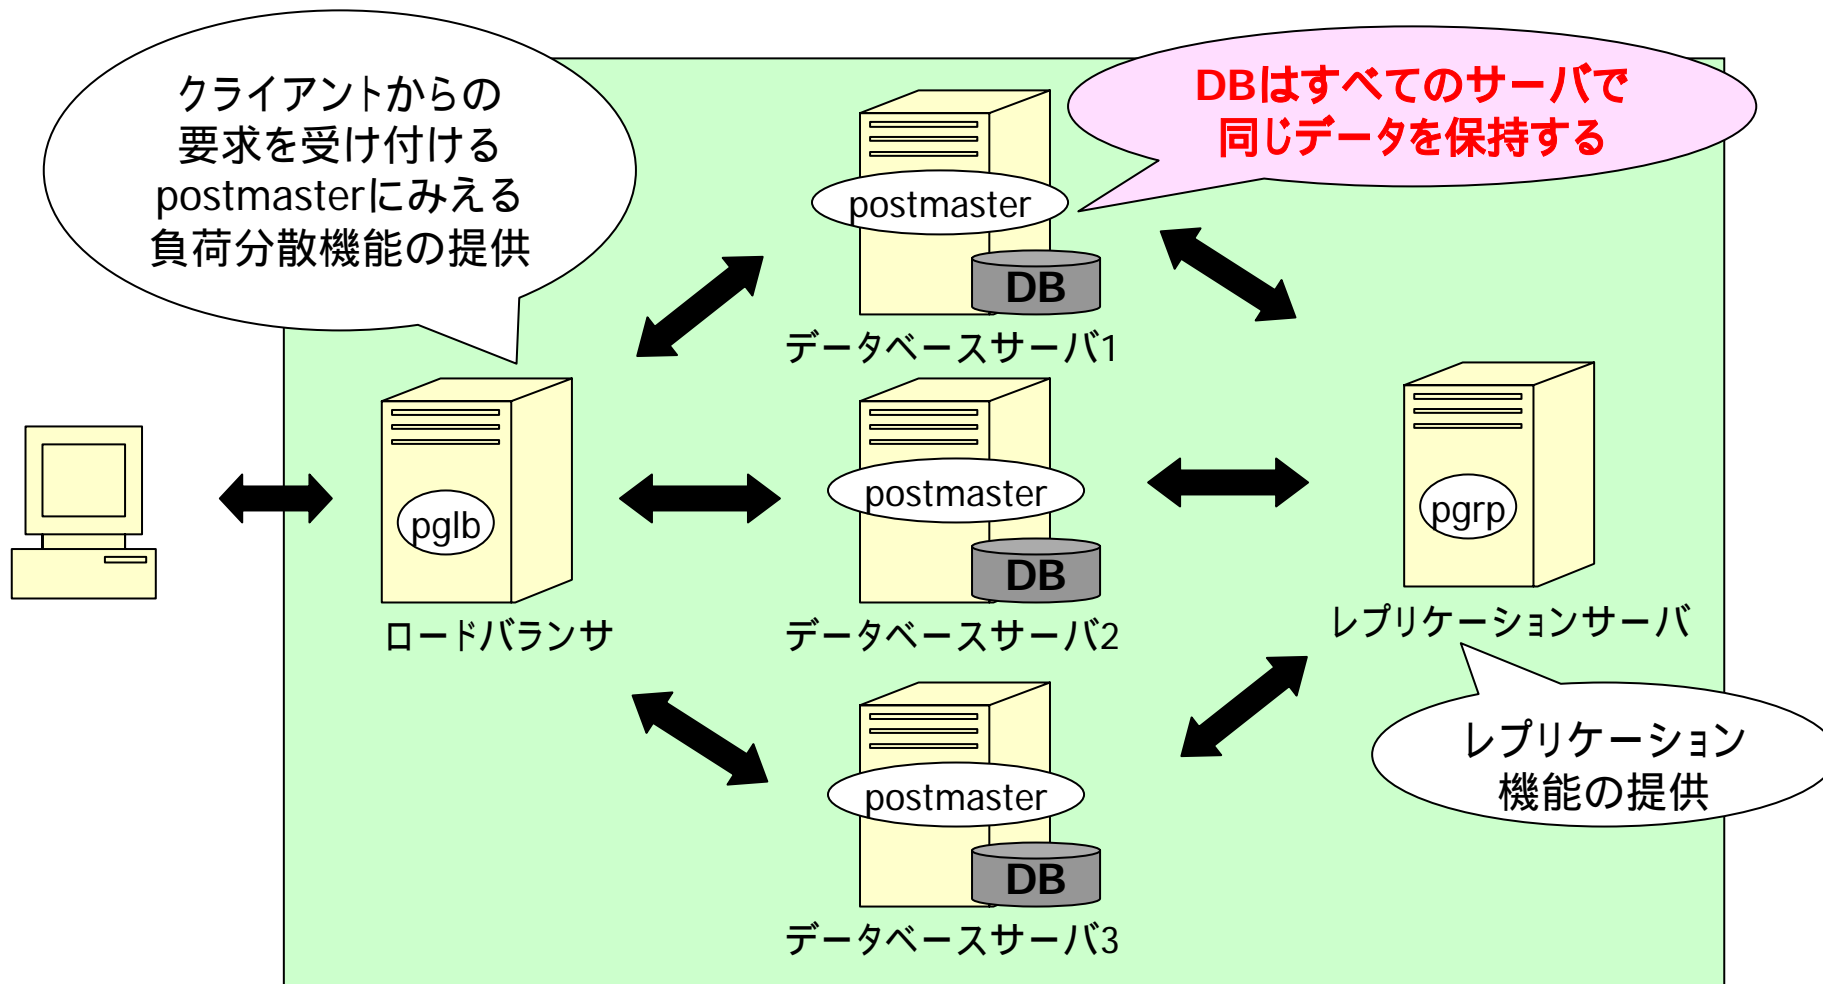 クライアントからの
要求を受け付ける
postmasterにみえる
負荷分散機能の提供
DBはすべてのサーバで
同じデータを保持する
postmaster
DB
データベースサーバ1
pglb
ロードバランサ
postmaster
DB
データベースサーバ2
pgrp
レプリケーションサーバ
postmaster
DB
データベースサーバ3
レプリケーション
機能の提供